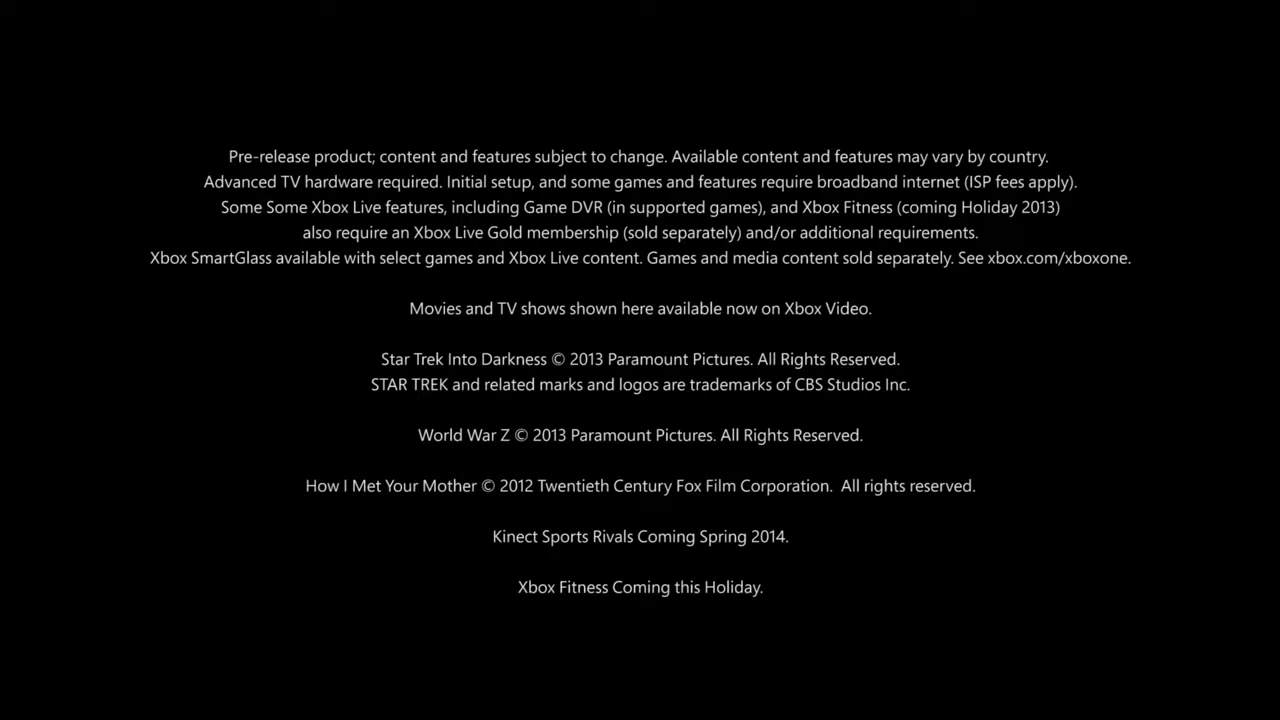 Pre-release product; content and features subject to change. Available content and features may vary by country.
Advanced TV hardware required. Initial setup, and some games and features require broadband internet (ISP fees apply).
Some Some Xbox Live features, including Game DVR (in supported games), and Xbox Fitness (coming Holiday 2013)
also require an Xbox Live Gold membership (sold separately) and/or additional requirements.
Xbox SmartGlass available with select games and Xbox Live content. Games and media content sold separately. See xbox.com/xboxone.
Movies and TV shows shown here available now on Xbox Video.
Star Trek Into Darkness © 2013 Paramount Pictures. All Rights Reserved.
STAR TREK and related marks and logos are trademarks of CBS Studios Inc.
World War Z © 2013 Paramount Pictures. All Rights Reserved.
How I Met Your Mother © 2012 Twentieth Century Fox Film Corporation.  All rights reserved.
Kinect Sports Rivals Coming Spring 2014.
Xbox Fitness Coming this Holiday.